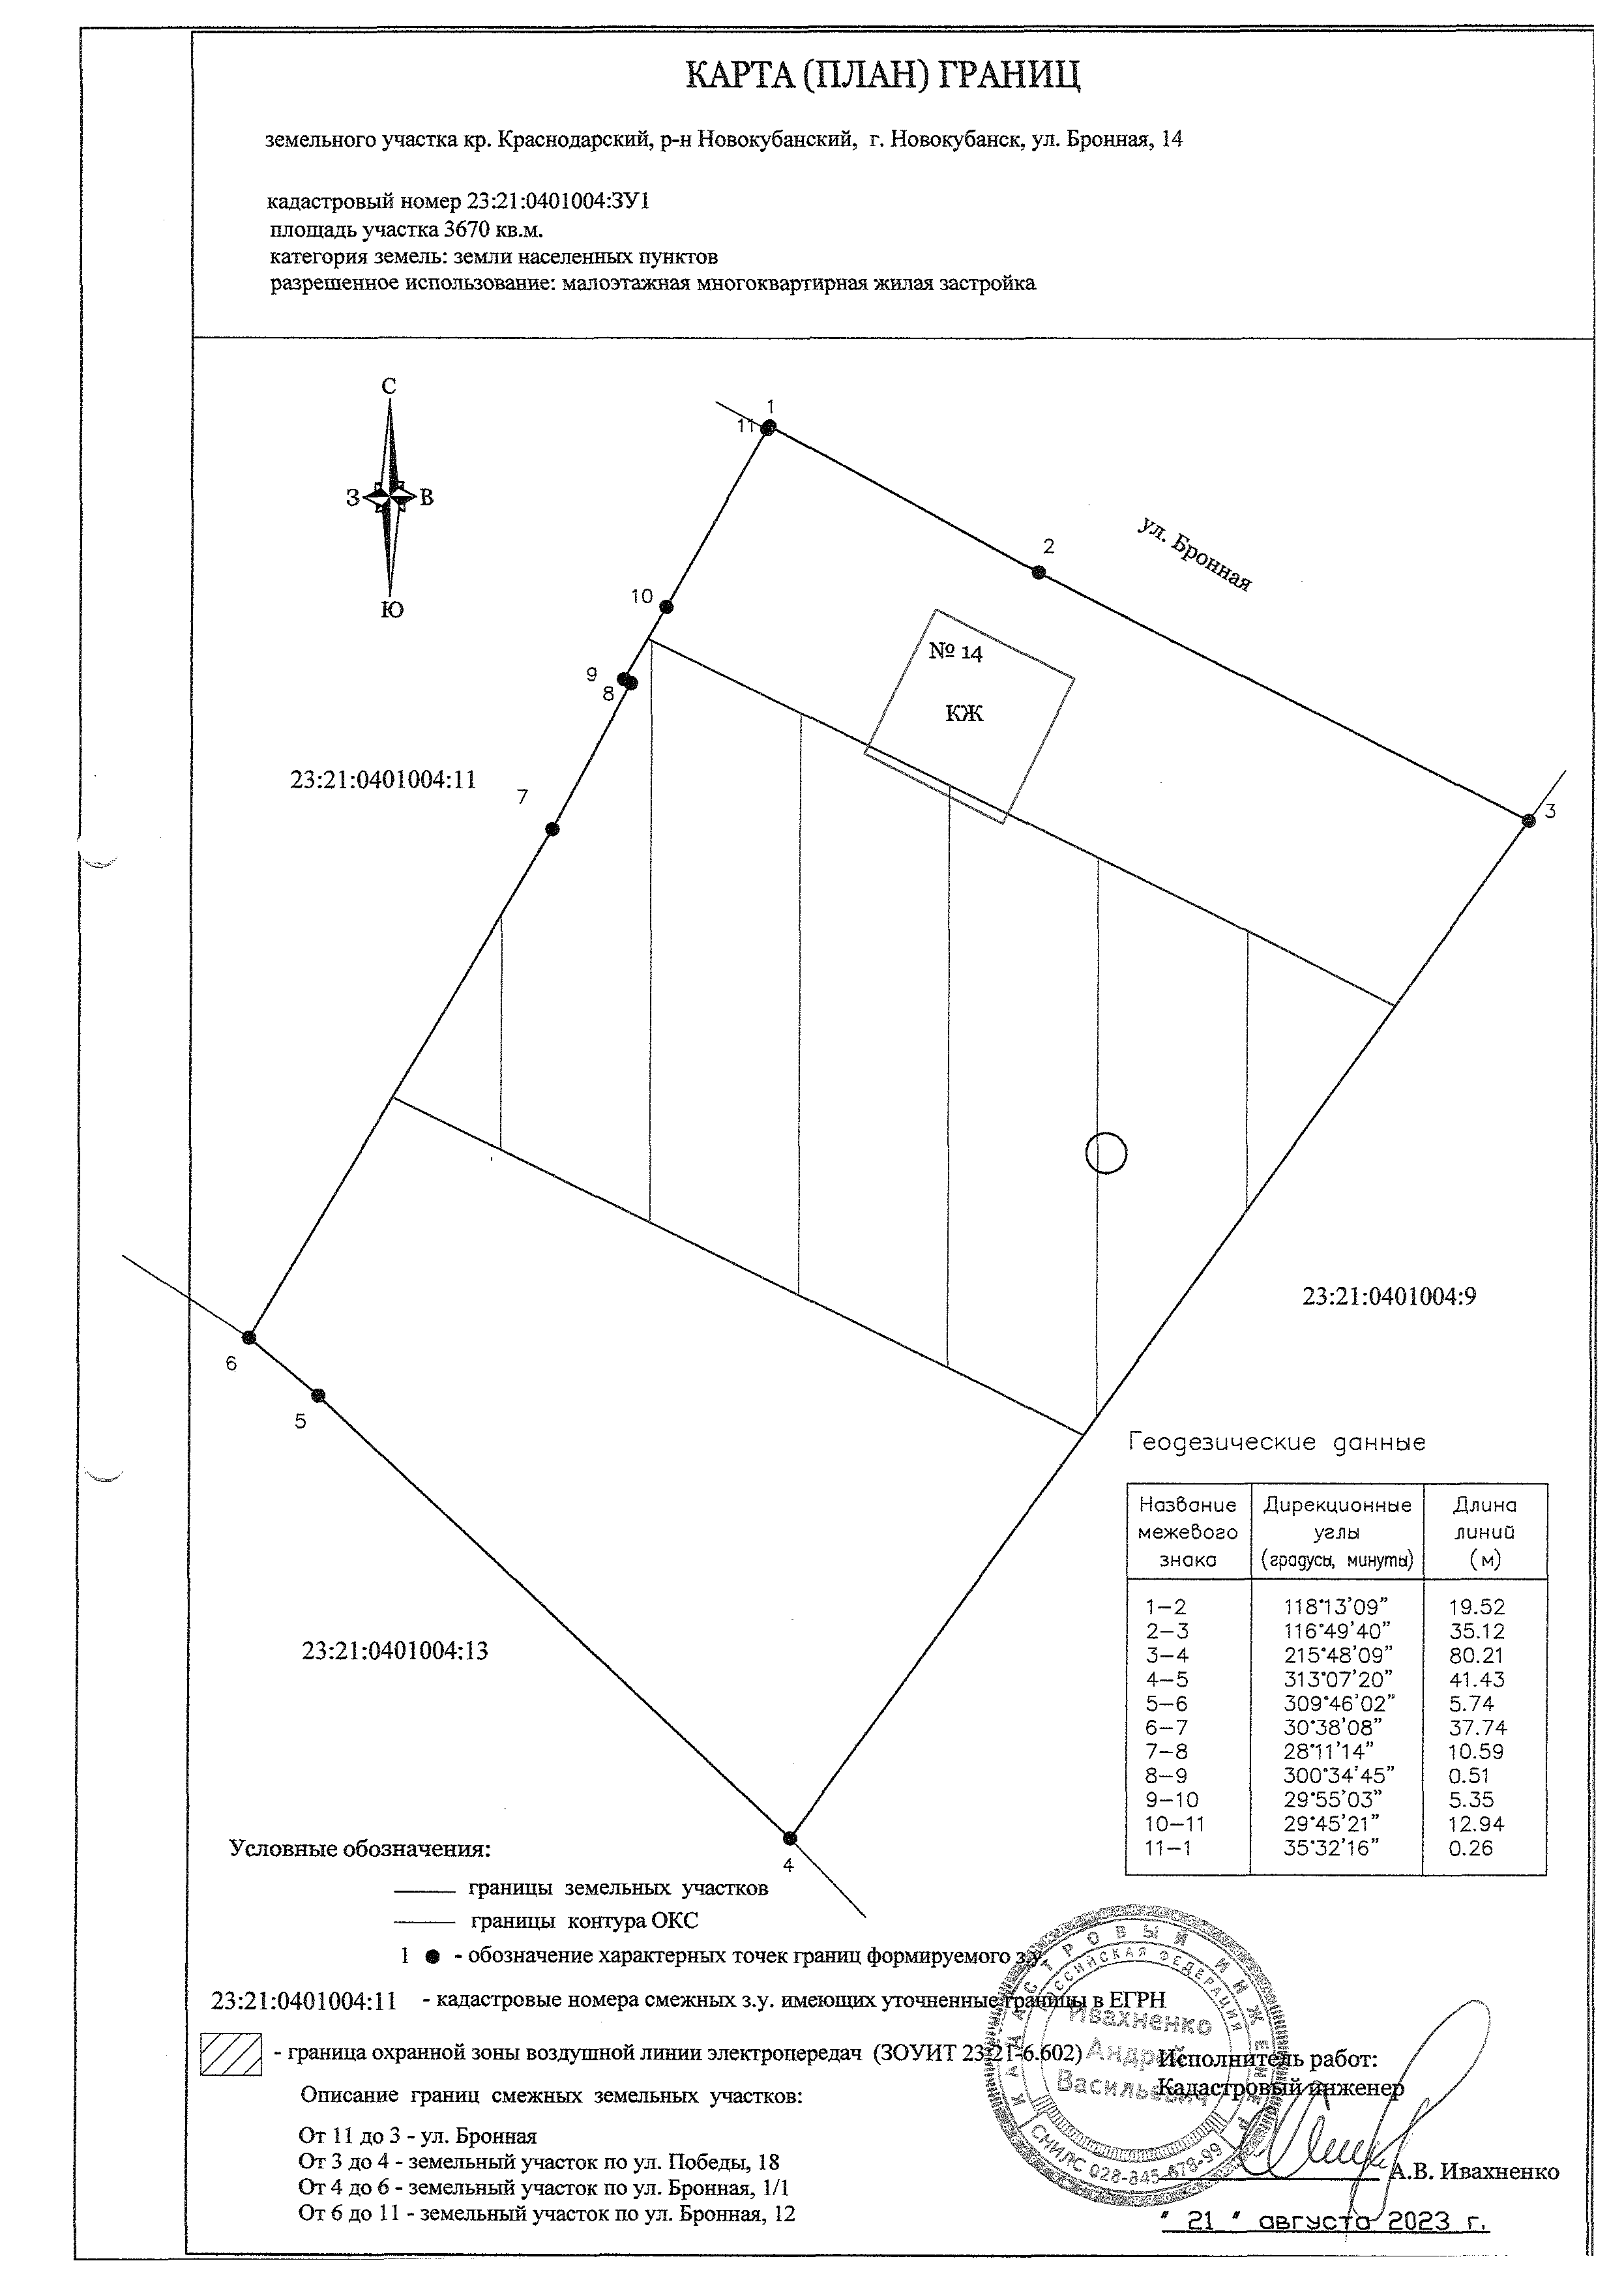 КАРТА (ПЛАН) ГРАНИЦ
земельного участка кр. Краснодарский, р-н Новокубанский, г. Новокубанск, ул. Бронная, 14
кадастровый номер 23:21:0401004:ЗУ1
площадь участка 3670 кв.м.
категория земель: земли населенных пунктов
разрешенное использование: малоэтажная многоквартирная жилая застройка
С
З
В
Ю
1
11
2
ул. Бронная
10
№ 14
9
8
КЖ
23:21:0401004:11
7
3
23:21:0401004:9
6
5
23:21:0401004:13
4
Геодезические данные
Название межевого знака
Дирекционные углы (градусы, минуты)
Длина линий (м)
1–2 118°13'09" 19.52
2–3 116°49'40" 35.12
3–4 215°48'09" 80.21
4–5 313°07'20" 41.43
5–6 309°46'02" 5.74
6–7 30°38'08" 37.74
7–8 28°11'14" 10.59
8–9 300°34'45" 0.51
9–10 29°55'03" 5.35
10–11 29°45'21" 12.94
11–1 35°32'16" 0.26
Условные обозначения:
границы земельных участков
границы контура ОКС
1 ● - обозначение характерных точек границ формируемого з.у.
23:21:0401004:11 - кадастровые номера смежных з.у. имеющих уточненные границы в ЕГРН
- граница охранной зоны воздушной линии электропередач (ЗОУИТ 23:21-6.602)
Описание границ смежных земельных участков:
От 11 до 3 - ул. Бронная
От 3 до 4 - земельный участок по ул. Победы, 18
От 4 до 6 - земельный участок по ул. Бронная, 1/1
От 6 до 11 - земельный участок по ул. Бронная, 12
КАДАСТРОВЫЙ ИНЖЕНЕР
РОССИЙСКАЯ ФЕДЕРАЦИЯ
Ивахненко
Андрей
Васильевич
СНИЛС 028-845-678-99
Исполнитель работ:
Кадастровый инженер
А.В. Ивахненко
" 21 " августа 2023 г.